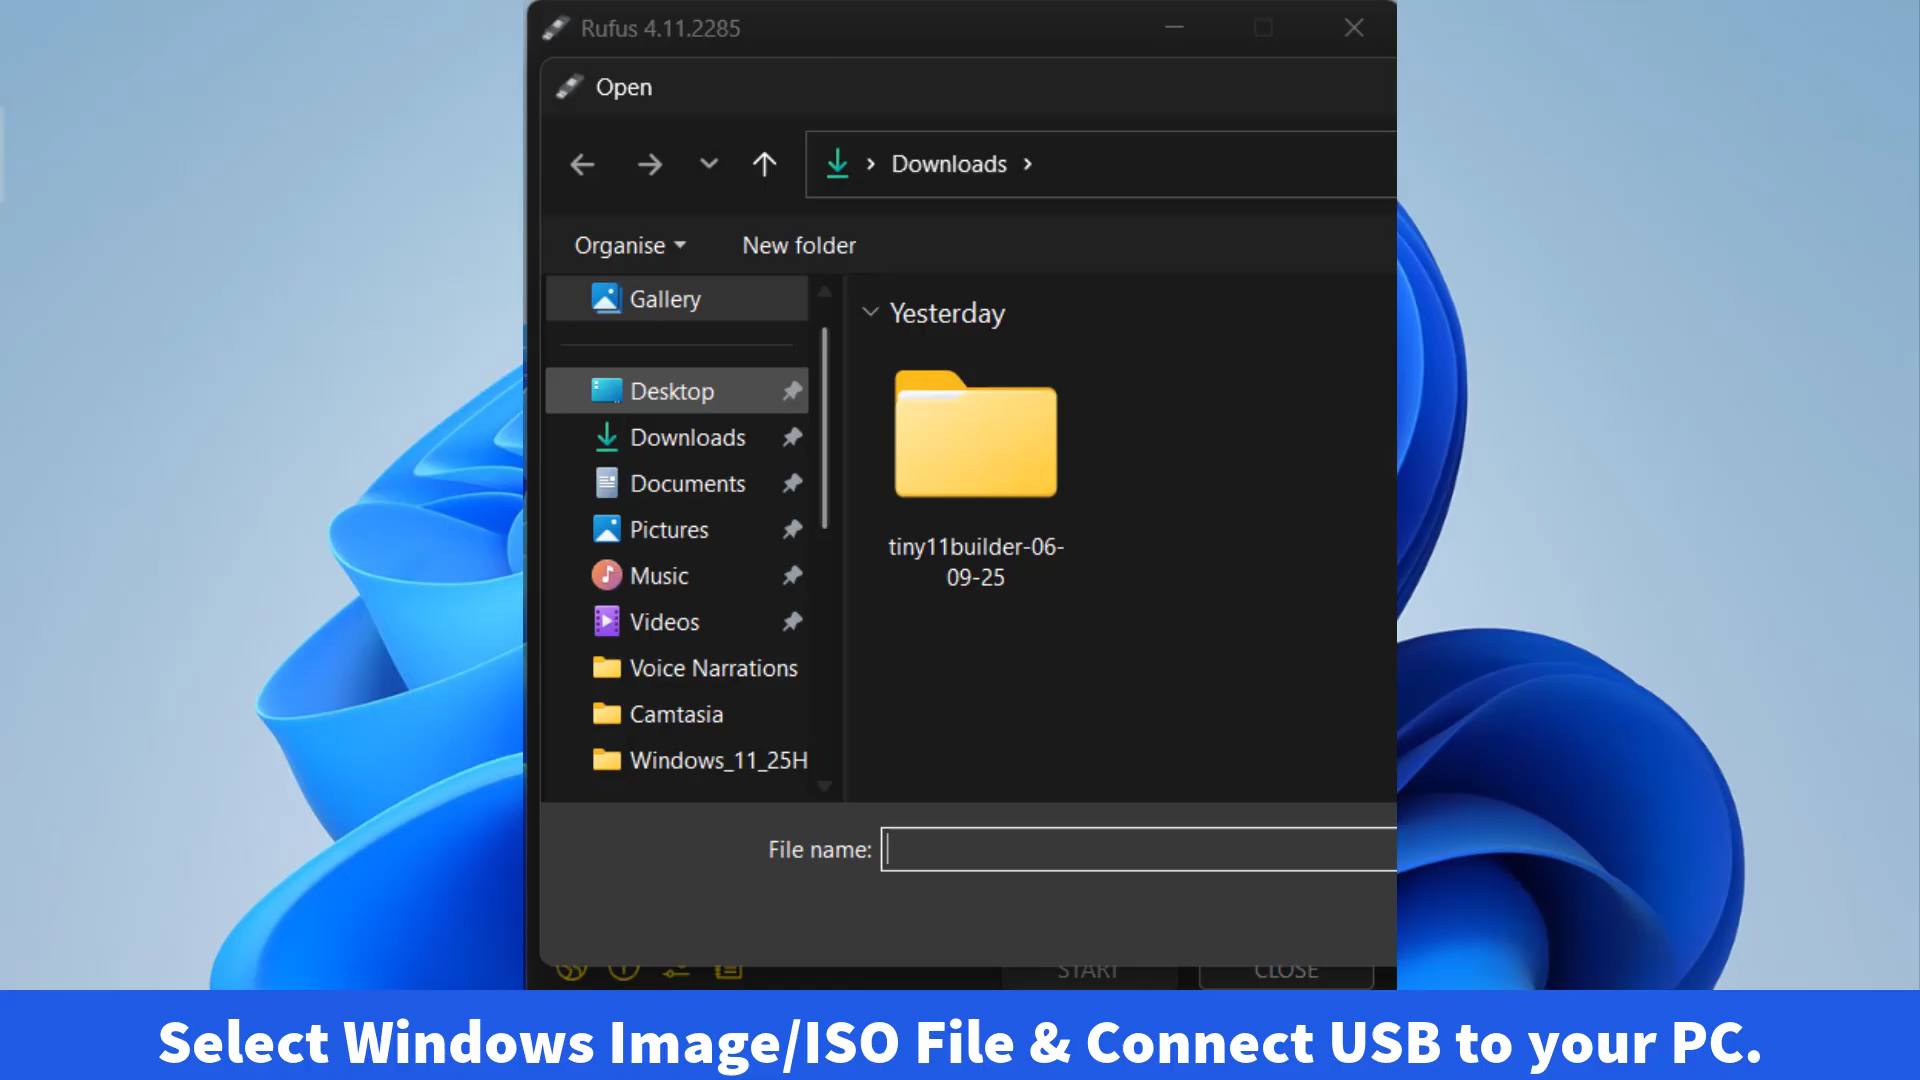 Rufus 4.11.2285
Open
Downloads
Organise
New folder
Gallery
Desktop
Downloads
Documents
Pictures
Music
Videos
Voice Narrations
Camtasia
Windows_11_25H
Yesterday
tiny11builder-06-
09-25
File name:
START
CLOSE
Select Windows Image/ISO File & Connect USB to your PC.